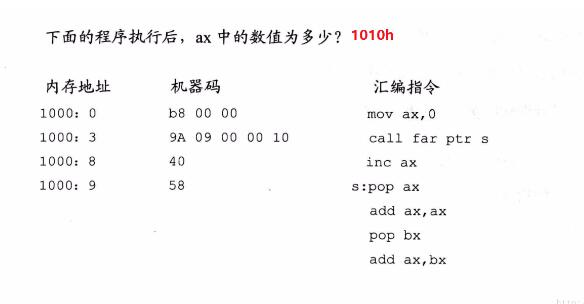 下面的程序执行后，ax 中的数值为多少？ 1010h
内存地址 机器码 汇编指令
1000：0 b8 00 00 mov ax,0
1000：3 9A 09 00 00 10 call far ptr s
1000：8 40 inc ax
1000：9 58 s:pop ax
add ax,ax
pop bx
add ax,bx